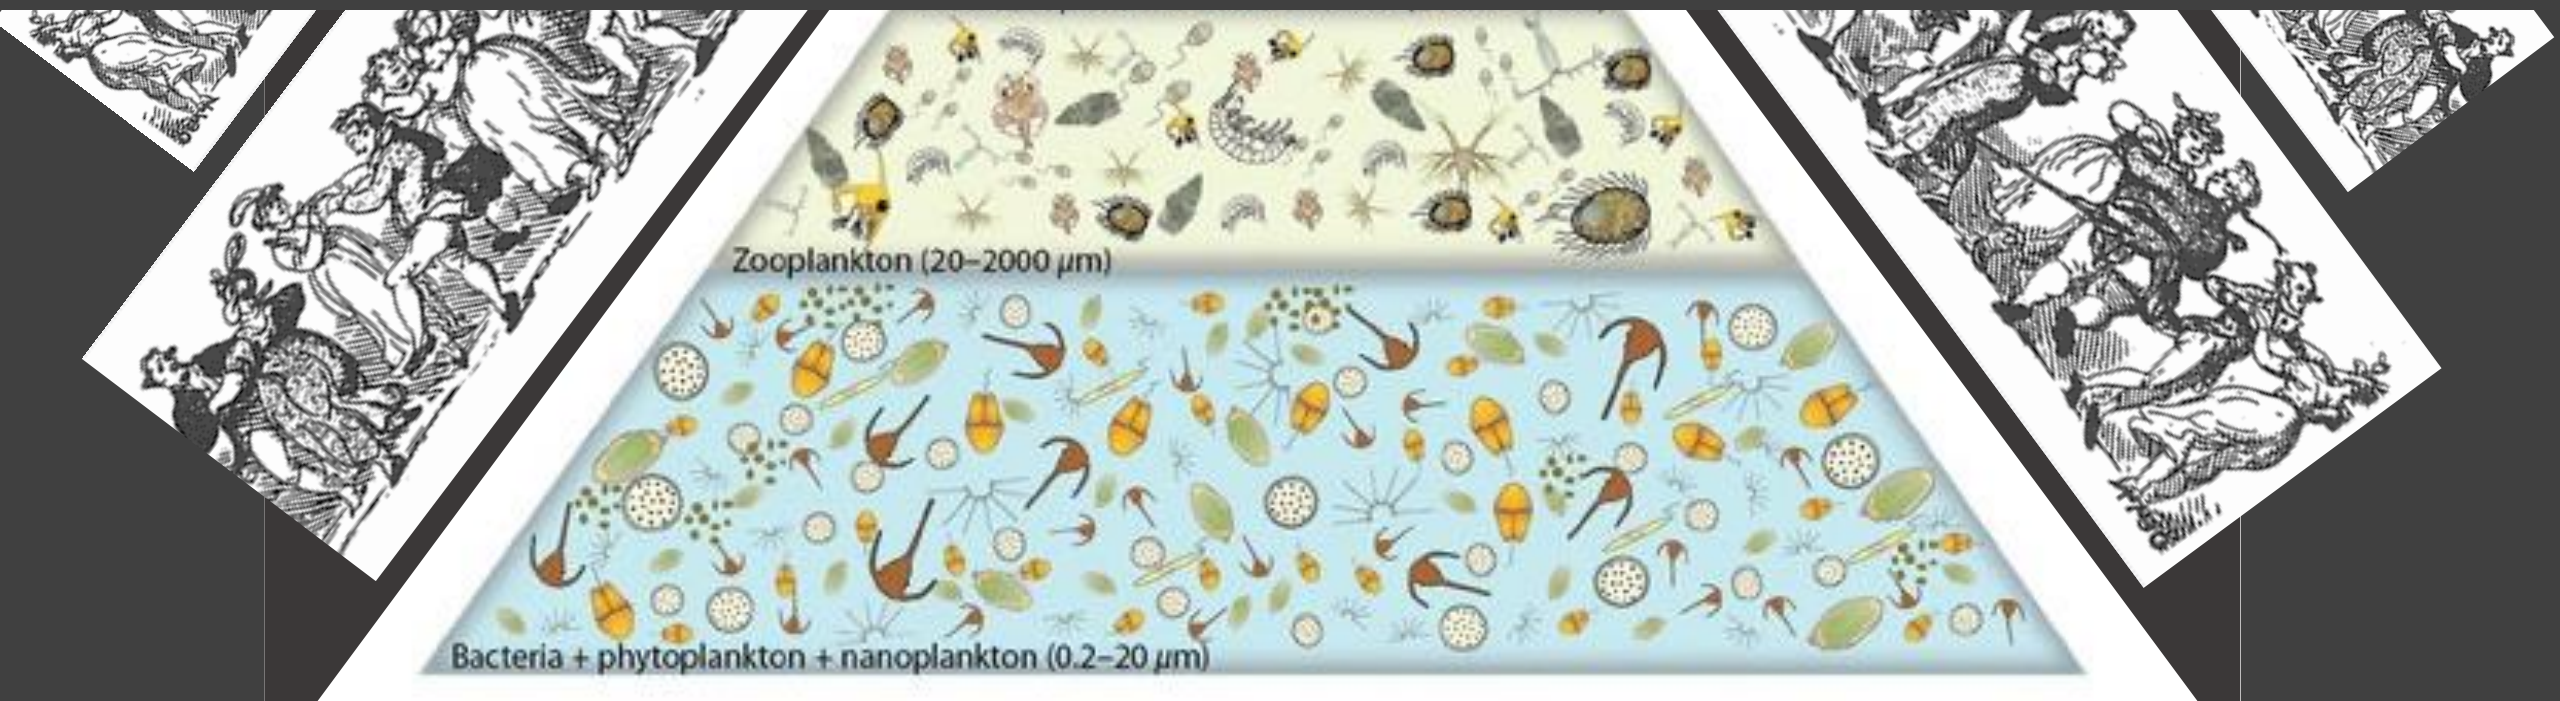 Zooplankton (20–2000 µm)
Bacteria + phytoplankton + nanoplankton (0.2–20 µm)